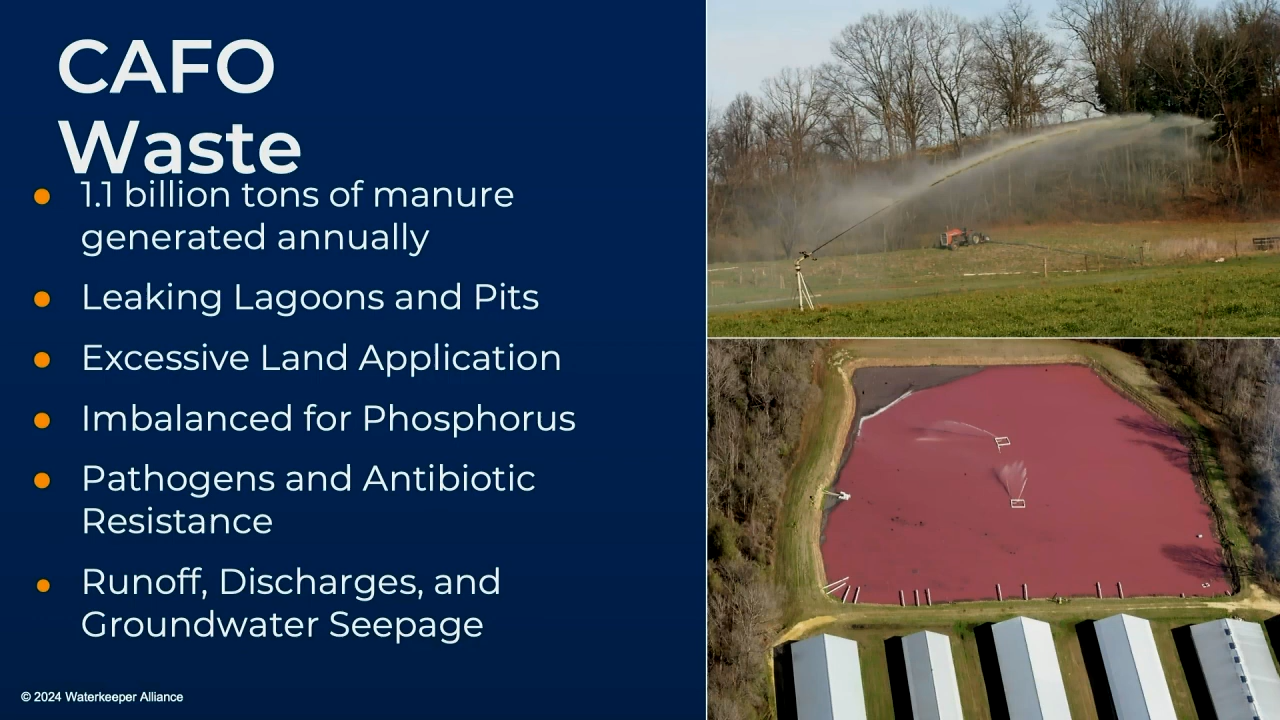 CAFO
Waste
1.1 billion tons of manure
generated annually
Leaking Lagoons and Pits
Excessive Land Application
Imbalanced for Phosphorus
Pathogens and Antibiotic
Resistance
Runoff, Discharges, and
Groundwater Seepage
© 2024 Waterkeeper Alliance